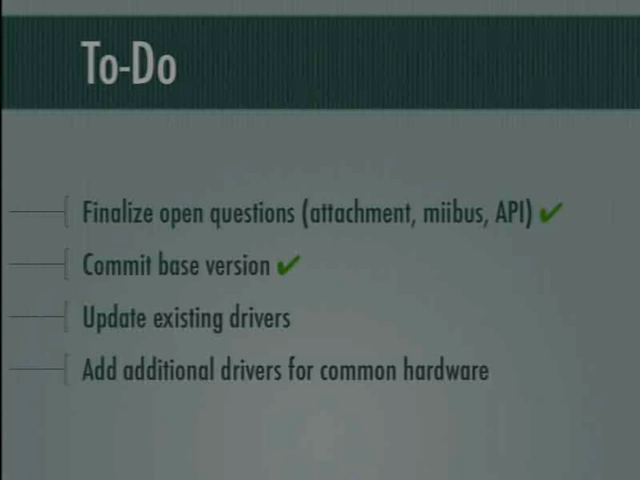 To-Do
Finalize open questions (attachment, miibus, API) ✔
Commit base version ✔
Update existing drivers
Add additional drivers for common hardware